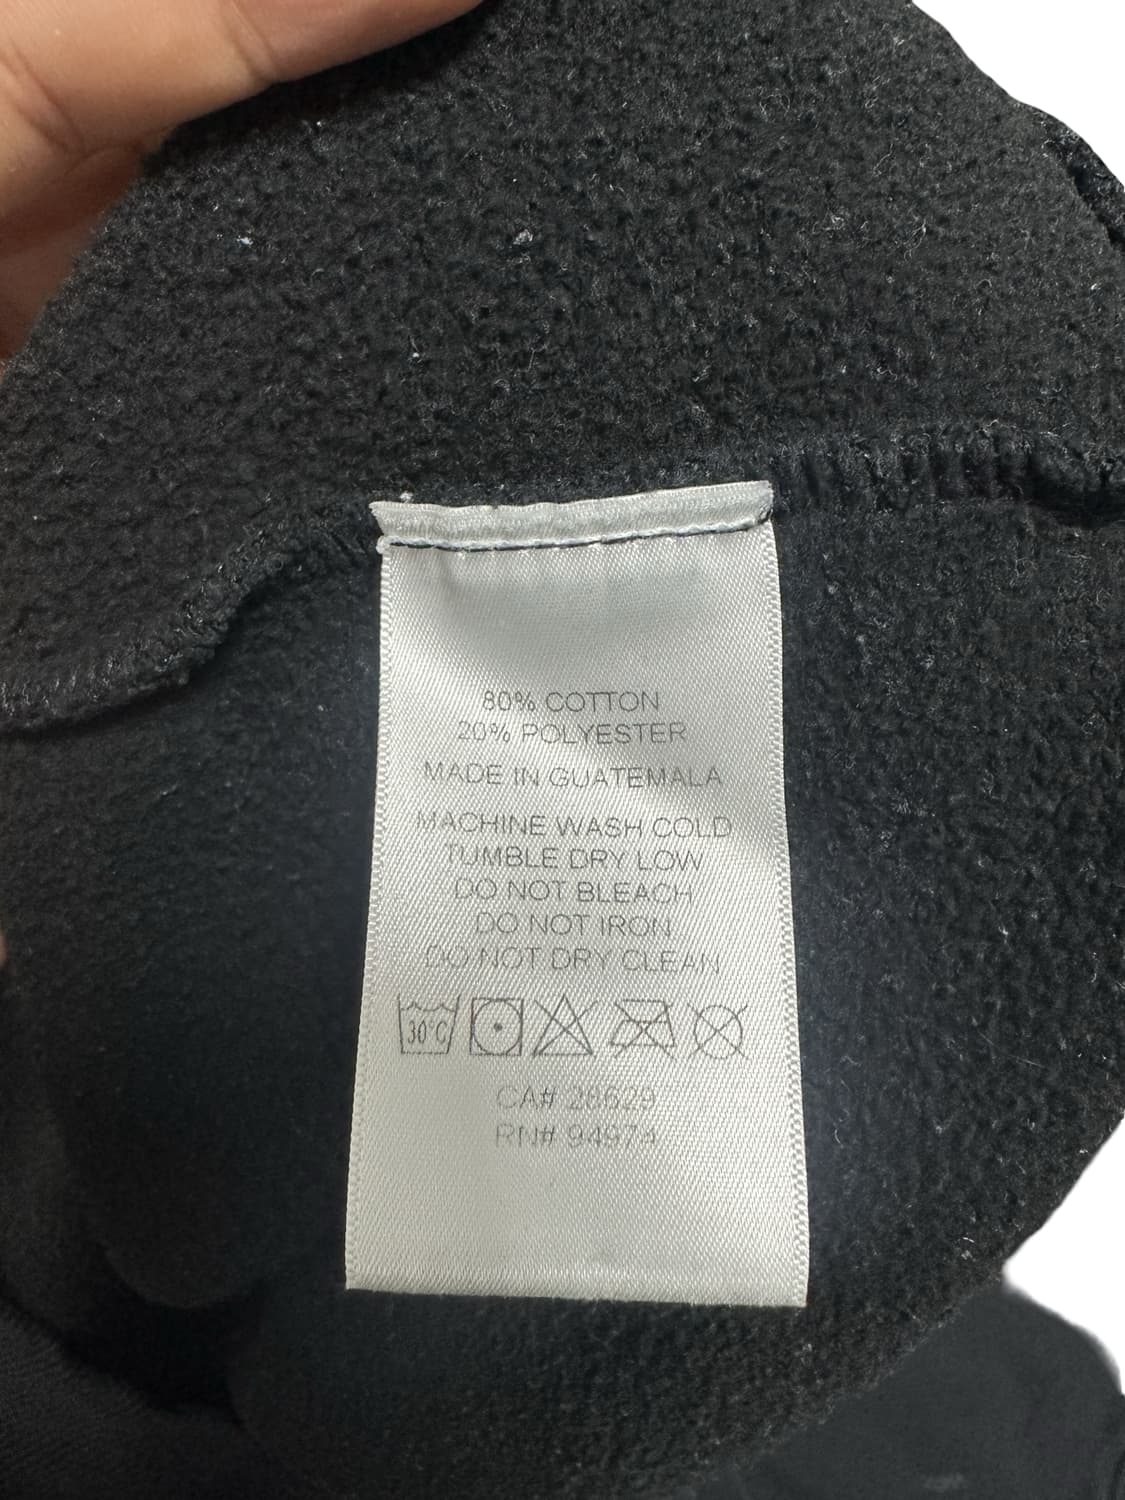 80% COTTON
20% POLYESTER
MADE IN GUATEMALA
MACHINE WASH COLD
TUMBLE DRY LOW
DO NOT BLEACH
DO NOT IRON
DO NOT DRY CLEAN
30°C
CA# 28629
RN# 94974